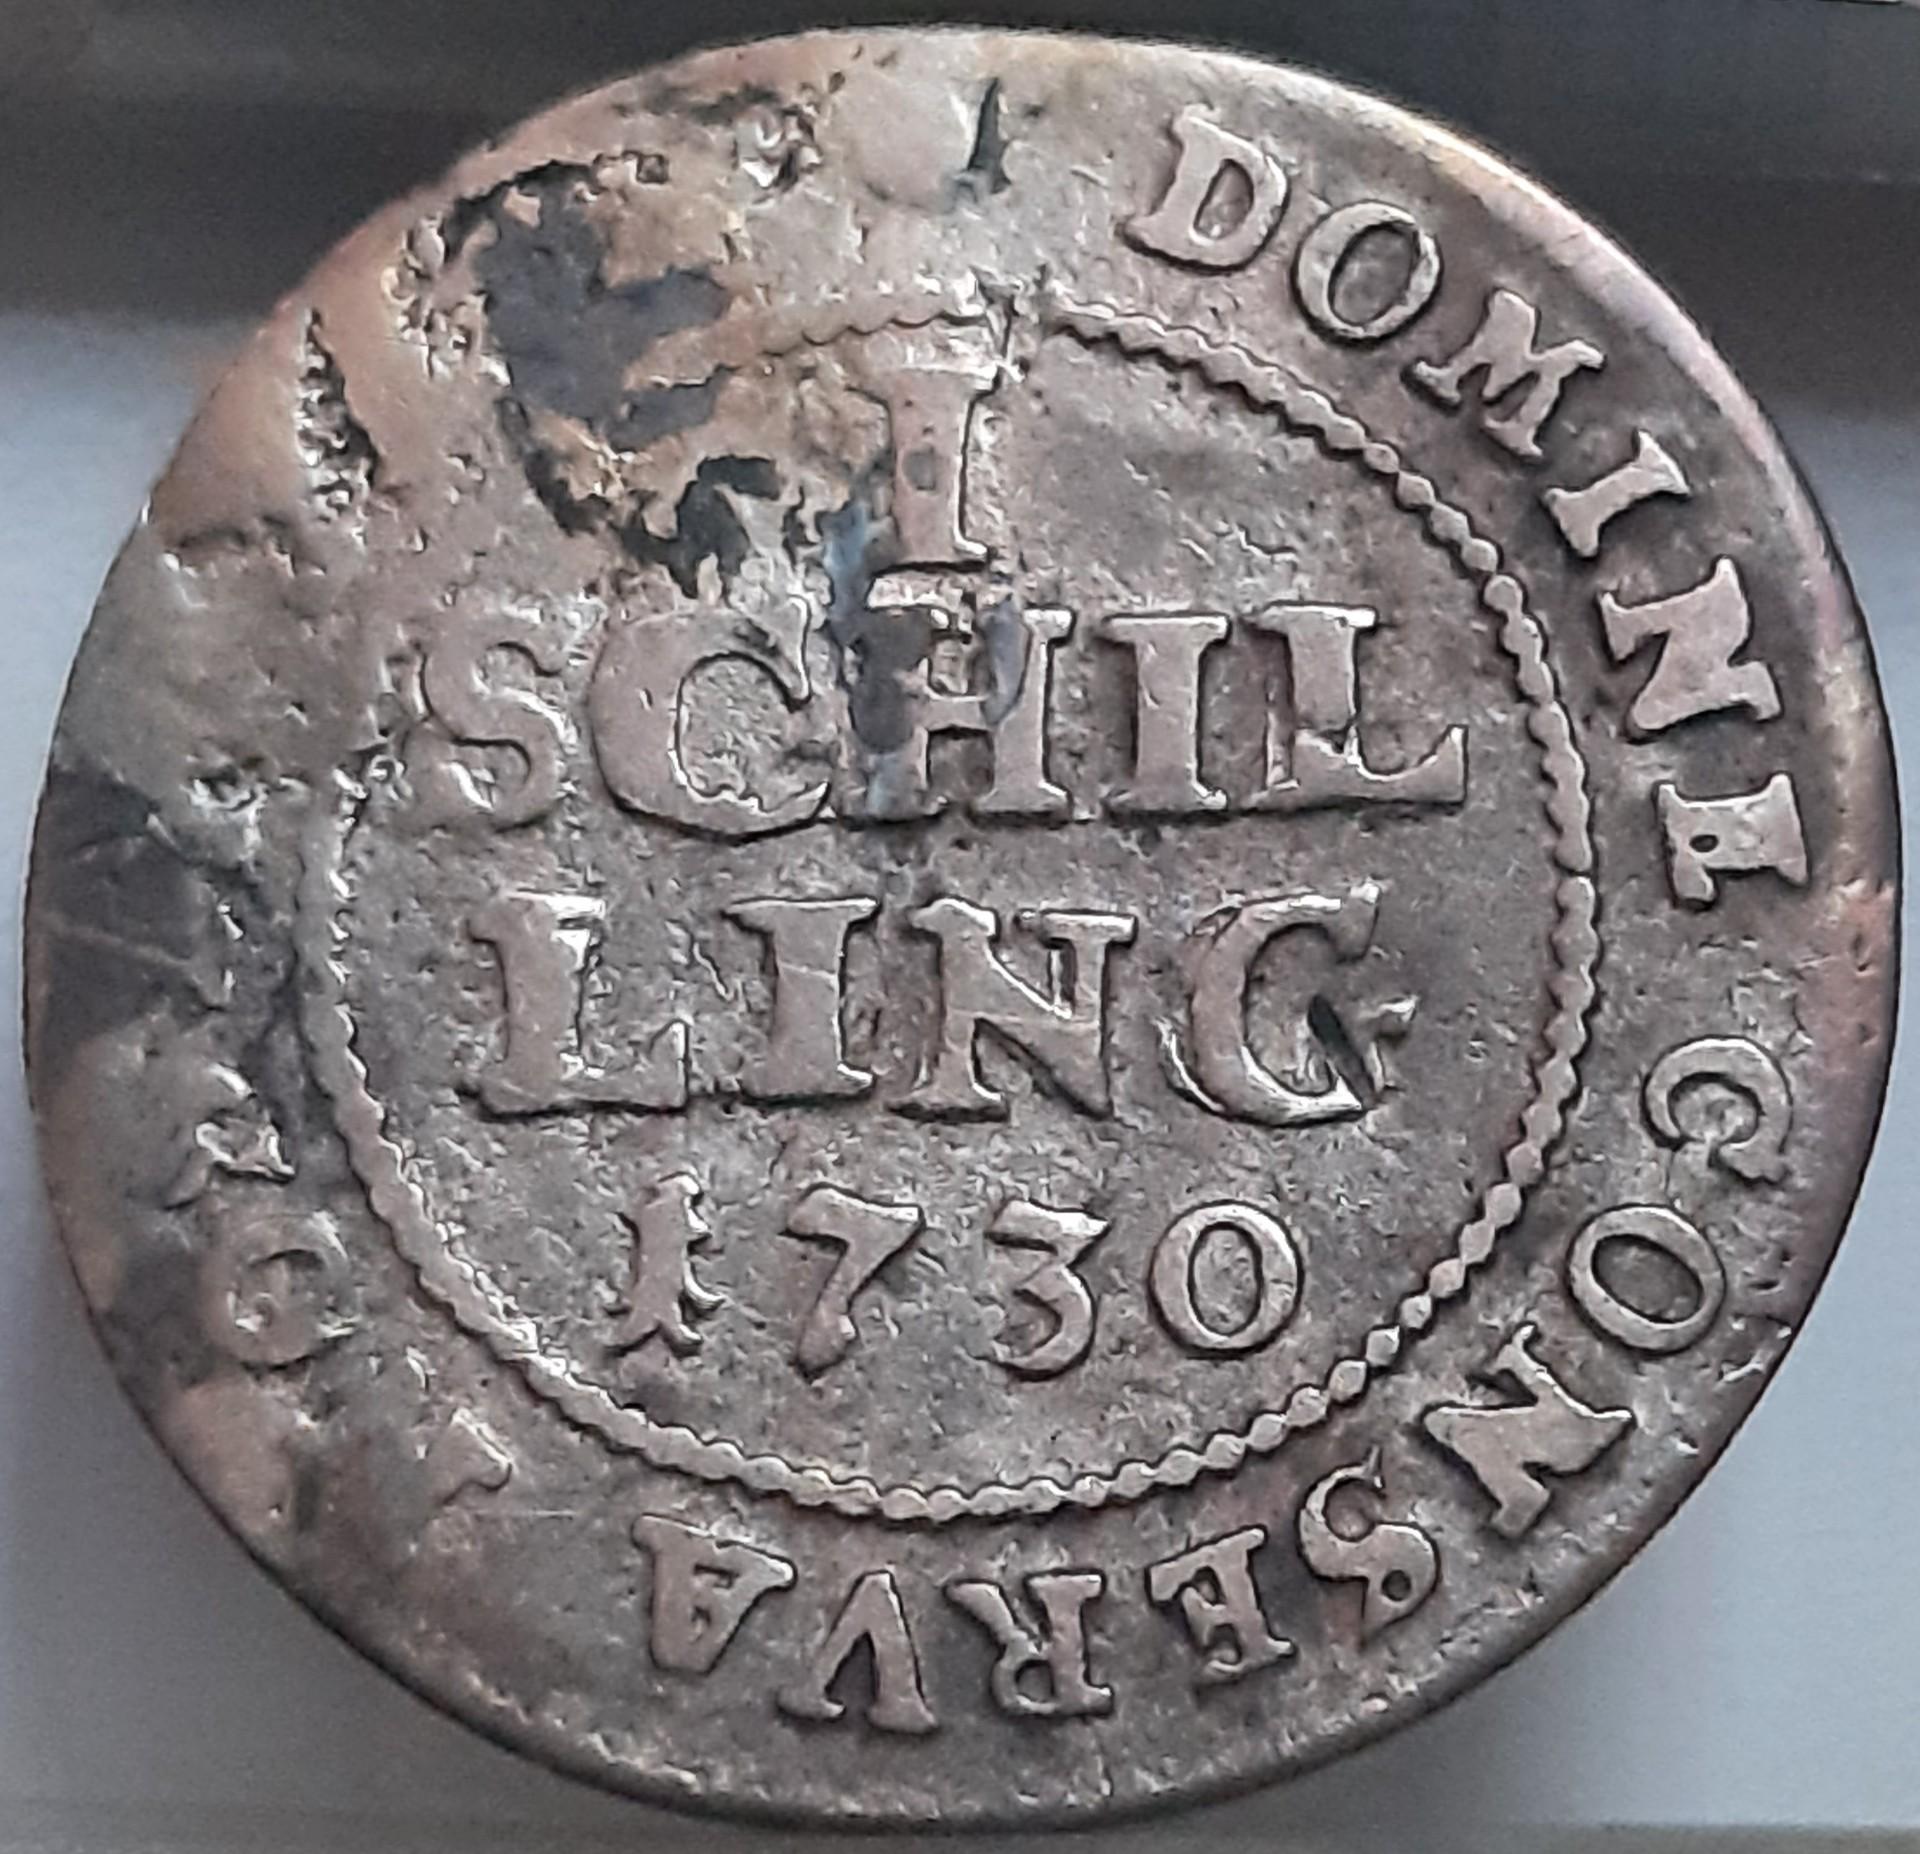 I
SCHIL
LING
1730
DOMINE CONSERVA